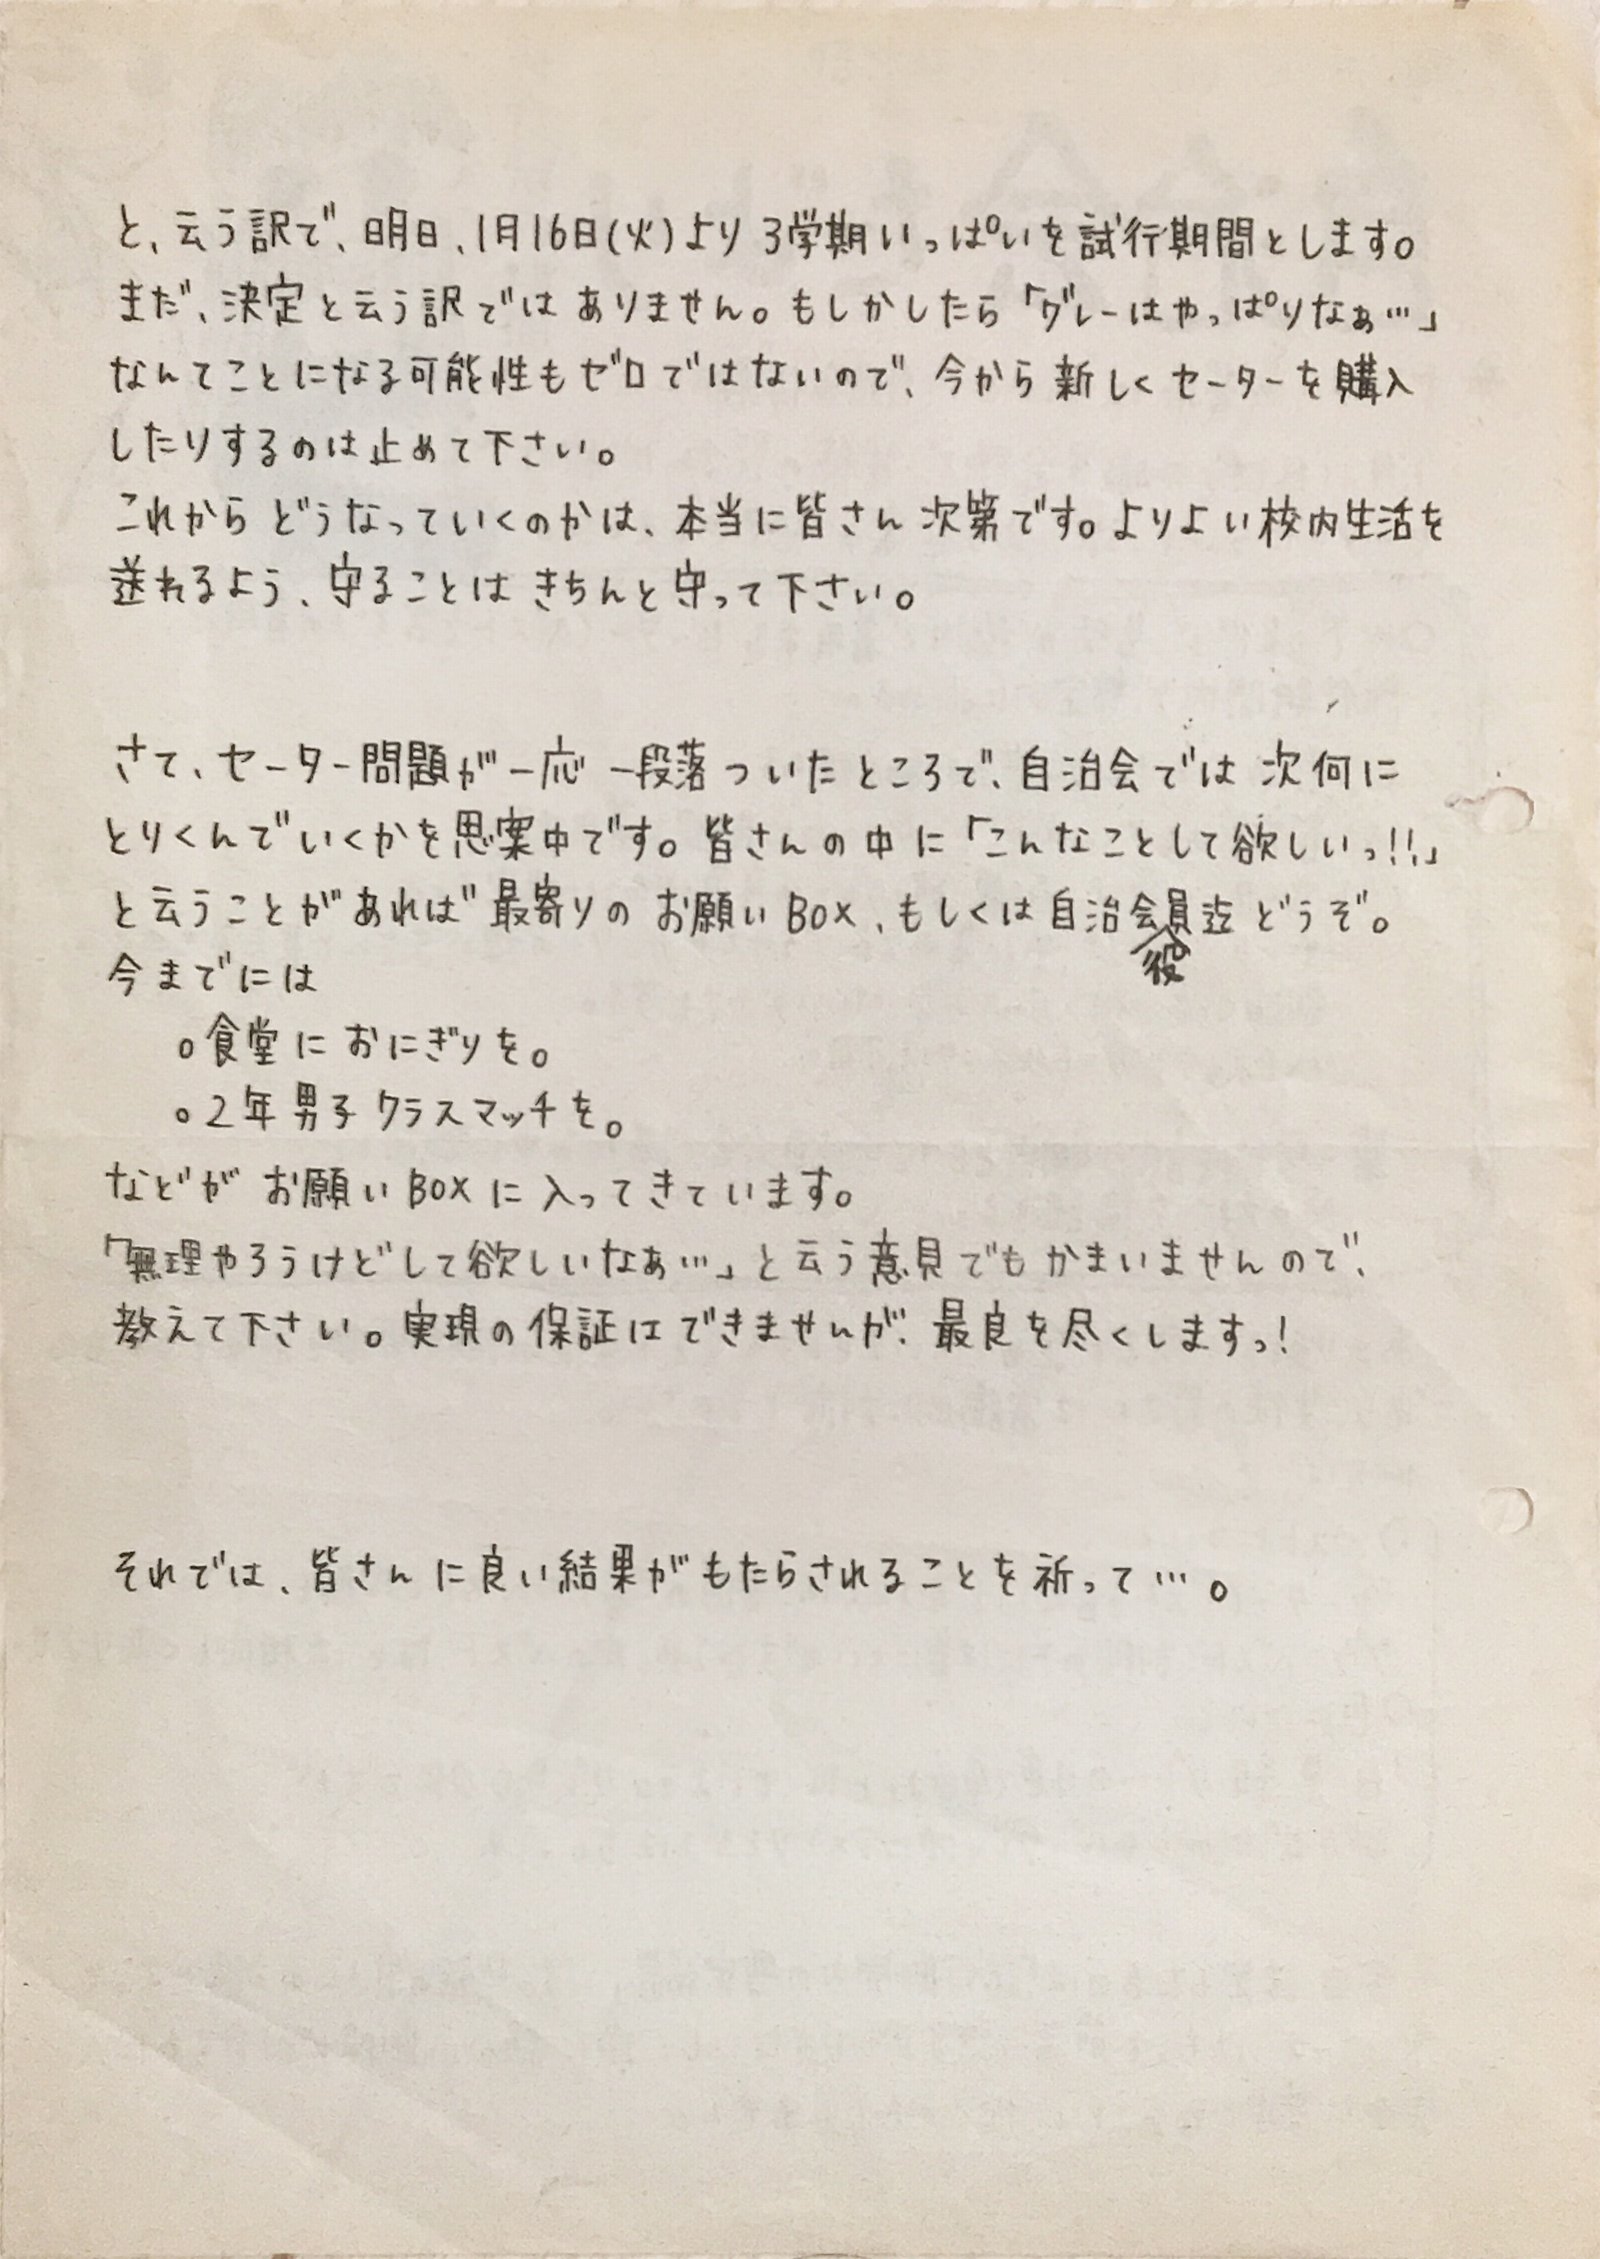 と、云う訳で、明日、1月16日(火)より3学期いっぱいを試行期間とします。
まだ、決定と云う訳ではありません。もしかしたら「グレーはやっぱりなぁ…」
なんてことになる可能性もゼロではないので、今から新しくセーターを購入
したりするのは止めて下さい。
これからどうなっていくのかは、本当に皆さん次第です。よりよい校内生活を
送れるよう、守ることはきちんと守って下さい。
さて、セーター問題が一応一段落ついたところで、自治会では次何に
とりくんでいくかを思案中です。皆さんの中に「こんなことして欲しいっ!!」
と云うことがあれば最寄りのお願いBOX、もしくは自治会役員迄どうぞ。
今までには
○食堂におにぎりを。
○2年男子クラスマッチを。
などがお願いBOXに入ってきています。
「無理やろうけどして欲しいなぁ…」と云う意見でもかまいませんので、
教えて下さい。実現の保証はできませんが、最良を尽くしますっ!
それでは、皆さんに良い結果がもたらされることを祈って…。